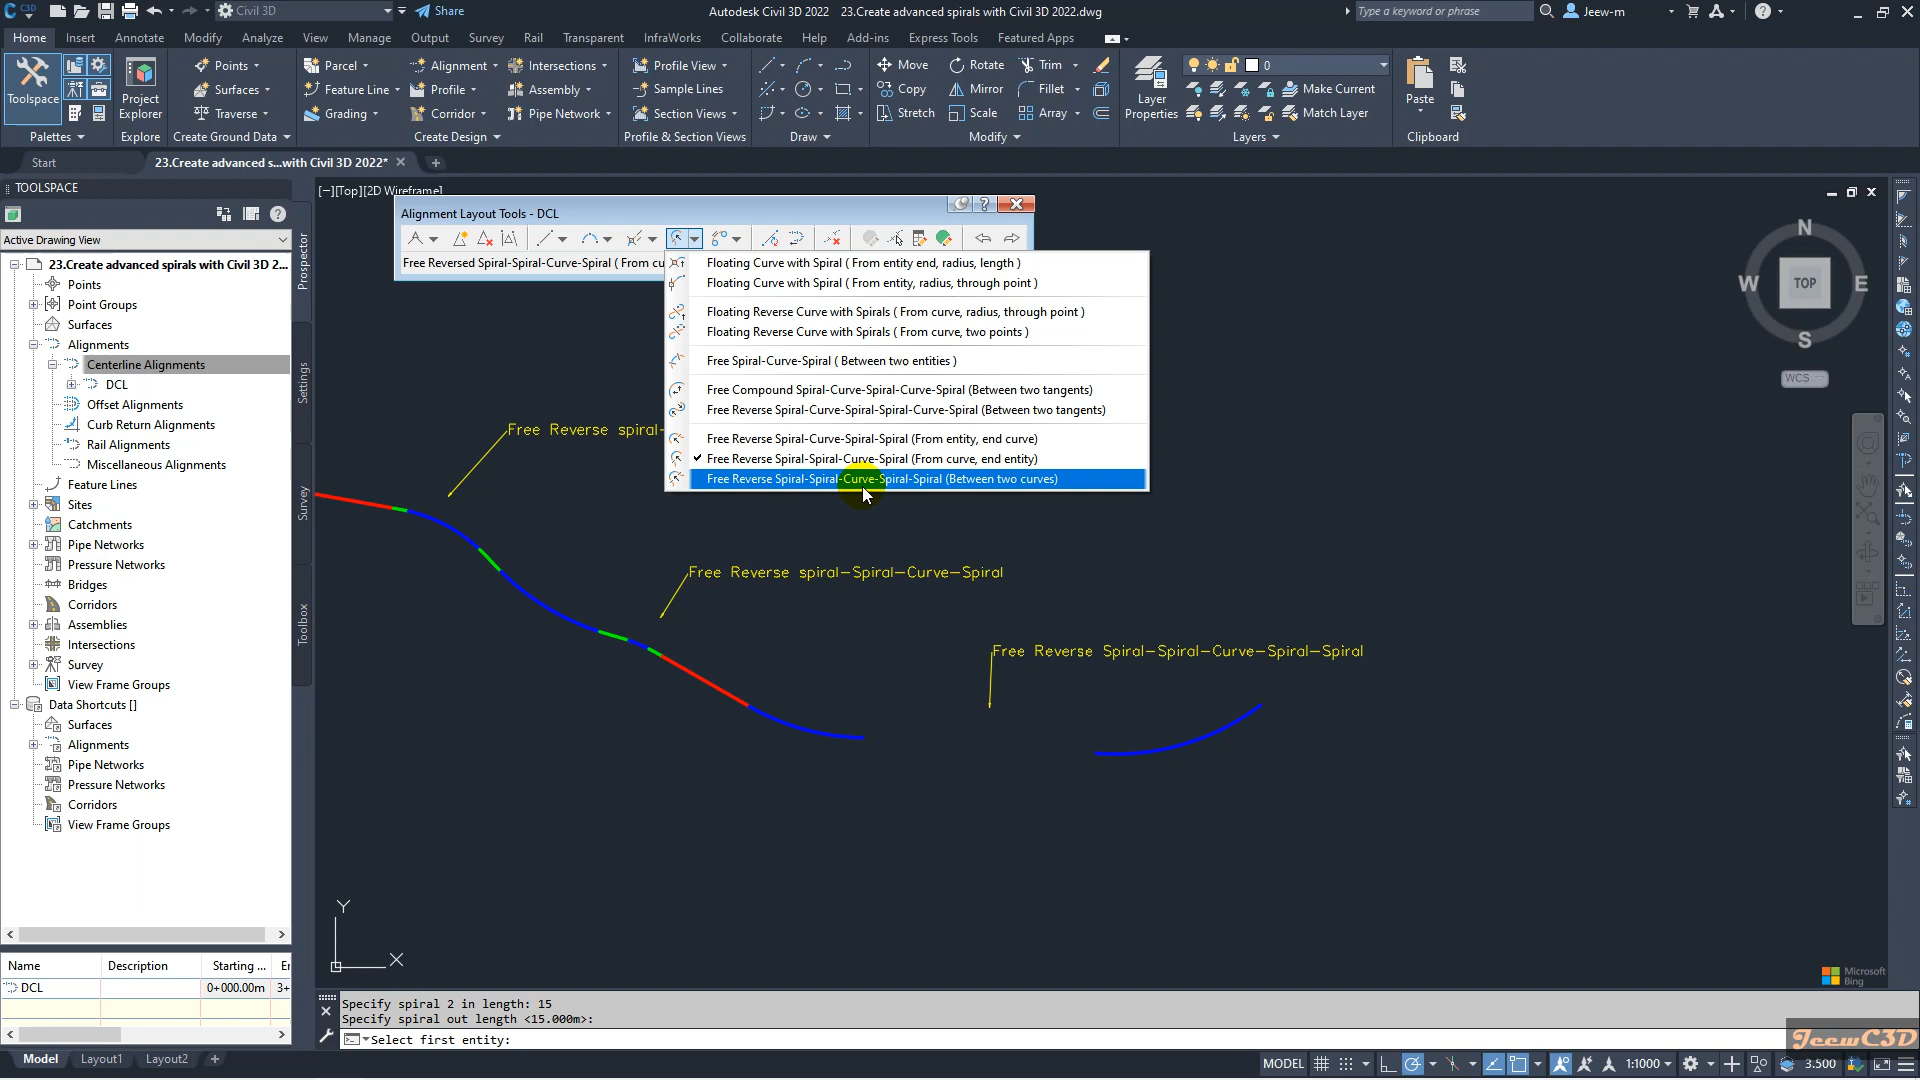 C3D
Civil 3D
Share
Autodesk Civil 3D 2022 23.Create advanced spirals with Civil 3D 2022.dwg
Type a keyword or phrase
Jeew-m
Home Insert Annotate Modify Analyze View Manage Output Survey Rail Transparent InfraWorks Collaborate Help Add-ins Express Tools Featured Apps
Points Parcel Alignment Intersections Profile View Move Rotate Trim 0
Surfaces Feature Line Profile Assembly Sample Lines Copy Mirror Fillet Make Current
Traverse Grading Corridor Pipe Network Section Views Stretch Scale Array Match Layer
Toolspace
Project
Explorer
Layer
Properties
Paste
Palettes Explore Create Ground Data Create Design Profile & Section Views Draw Modify Layers Clipboard
Start
23.Create advanced s...with Civil 3D 2022*
TOOLSPACE
[−][Top][2D Wireframe]
Active Drawing View
23.Create advanced spirals with Civil 3D 2...
Points
Point Groups
Surfaces
Alignments
Centerline Alignments
DCL
Offset Alignments
Curb Return Alignments
Rail Alignments
Miscellaneous Alignments
Feature Lines
Sites
Catchments
Pipe Networks
Pressure Networks
Bridges
Corridors
Assemblies
Intersections
Survey
View Frame Groups
Data Shortcuts []
Surfaces
Alignments
Pipe Networks
Pressure Networks
Corridors
View Frame Groups
Prospector
Settings
Survey
Toolbox
Name Description Starting ...
DCL 0+000.00m 3+
Alignment Layout Tools - DCL
Free Reversed Spiral-Spiral-Curve-Spiral ( From cu
Floating Curve with Spiral ( From entity end, radius, length )
Floating Curve with Spiral ( From entity, radius, through point )
Floating Reverse Curve with Spirals ( From curve, radius, through point )
Floating Reverse Curve with Spirals ( From curve, two points )
Free Spiral-Curve-Spiral ( Between two entities )
Free Compound Spiral-Curve-Spiral-Curve-Spiral (Between two tangents)
Free Reverse Spiral-Curve-Spiral-Spiral-Curve-Spiral (Between two tangents)
Free Reverse Spiral-Curve-Spiral-Spiral (From entity, end curve)
Free Reverse Spiral-Spiral-Curve-Spiral (From curve, end entity)
Free Reverse Spiral-Spiral-Curve-Spiral-Spiral (Between two curves)
Free Reverse spiral-
Free Reverse spiral-Spiral-Curve-Spiral
Free Reverse Spiral-Spiral-Curve-Spiral-Spiral
N
W TOP E
S
WCS
Y
X
Microsoft
Bing
Specify spiral 2 in length: 15
Specify spiral out length <15.000m>:
Select first entity:
JeewC3D
Model Layout1 Layout2
MODEL 1:1000 3.500